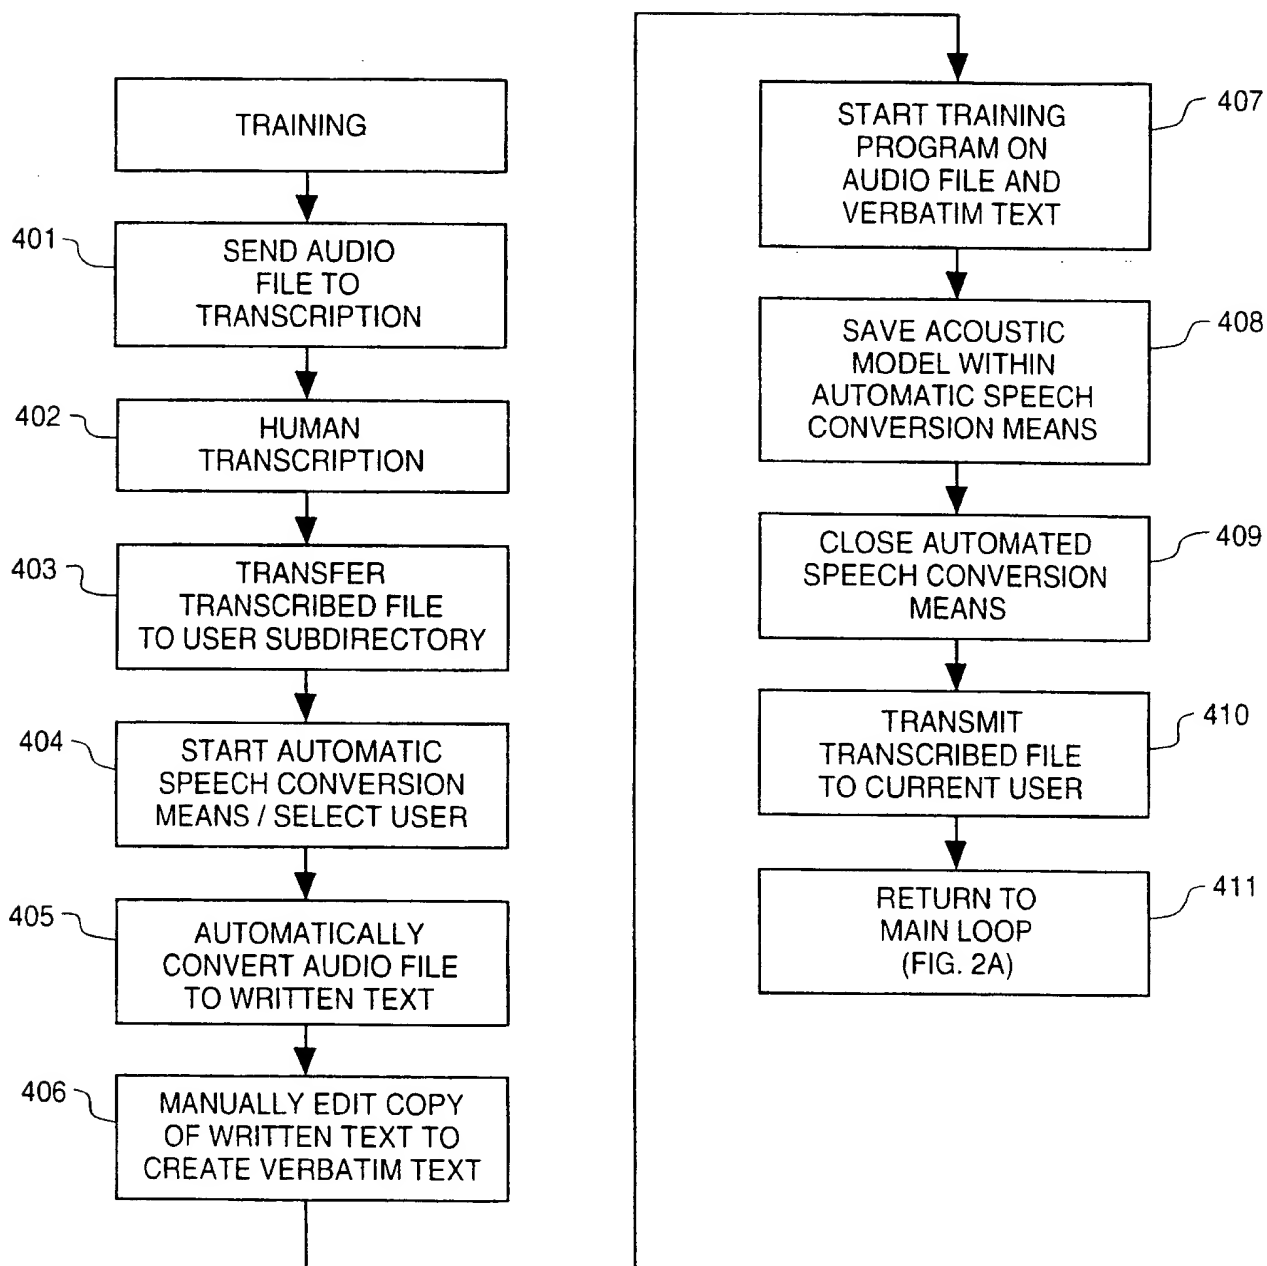 TRAINING
401
SEND AUDIO
FILE TO
TRANSCRIPTION
402
HUMAN
TRANSCRIPTION
403
TRANSFER
TRANSCRIBED FILE
TO USER SUBDIRECTORY
404
START AUTOMATIC
SPEECH CONVERSION
MEANS / SELECT USER
405
AUTOMATICALLY
CONVERT AUDIO FILE
TO WRITTEN TEXT
406
MANUALLY EDIT COPY
OF WRITTEN TEXT TO
CREATE VERBATIM TEXT
407
START TRAINING
PROGRAM ON
AUDIO FILE AND
VERBATIM TEXT
408
SAVE ACOUSTIC
MODEL WITHIN
AUTOMATIC SPEECH
CONVERSION MEANS
409
CLOSE AUTOMATED
SPEECH CONVERSION
MEANS
410
TRANSMIT
TRANSCRIBED FILE
TO CURRENT USER
411
RETURN TO
MAIN LOOP
(FIG. 2A)